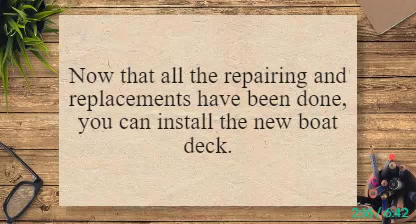 Now that all the repairing and
replacements have been done,
you can install the new boat
deck.